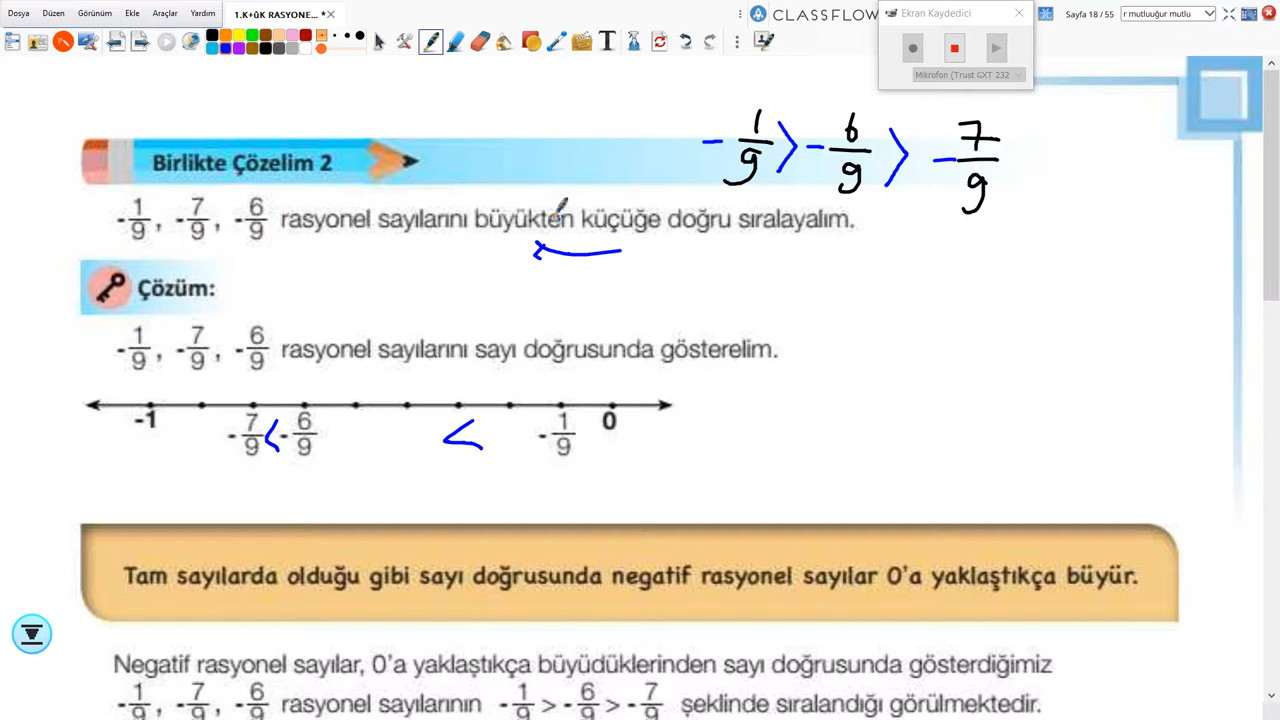 Dosya Düzen Görünüm Ekle Araçlar Yardım 1.K+ûK RASYONE... *
CLASSFLOW
Ekran Kaydedici
Sayfa 18 / 55
r mutluuğur mutlu
Mikrofon (Trust GXT 232
-1/9 > -6/9 > -7/9
Birlikte Çözelim 2
-1/9, -7/9, -6/9 rasyonel sayılarını büyükten küçüğe doğru sıralayalım.
Çözüm:
-1/9, -7/9, -6/9 rasyonel sayılarını sayı doğrusunda gösterelim.
-1 -7/9 < -6/9 < -1/9 0
Tam sayılarda olduğu gibi sayı doğrusunda negatif rasyonel sayılar 0'a yaklaştıkça büyür.
Negatif rasyonel sayılar, 0'a yaklaştıkça büyüdüklerinden sayı doğrusunda gösterdiğimiz
-1/9, -7/9, -6/9 rasyonel sayılarının -1/9 > -6/9 > -7/9 şeklinde sıralandığı görülmektedir.